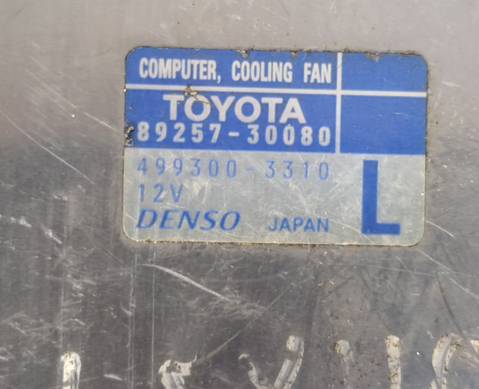 COMPUTER, COOLING FAN
TOYOTA
89257-30080
499300-3310
12V
L
DENSO JAPAN